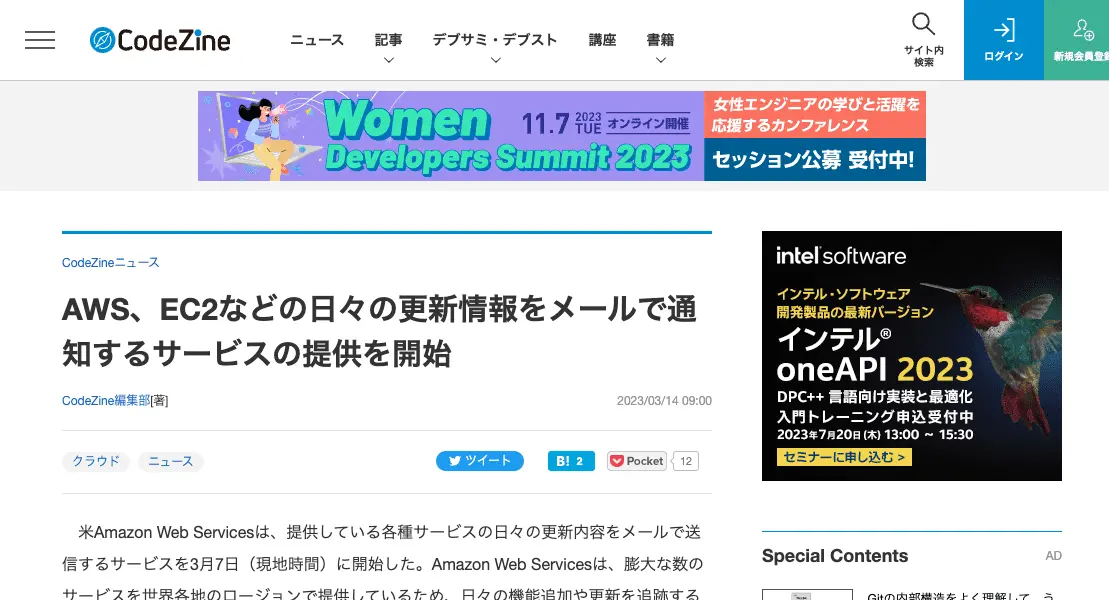 CodeZine
ニュース 記事 デブサミ・デブスト 講座 書籍
サイト内
検索
ログイン
新規会員登録
Women
Developers Summit 2023
11.7 2023 TUE オンライン開催
女性エンジニアの学びと活躍を
応援するカンファレンス
セッション公募 受付中!
CodeZineニュース
AWS、EC2などの日々の更新情報をメールで通
知するサービスの提供を開始
CodeZine編集部[著] 2023/03/14 09:00
クラウド ニュース ツイート B! 2 Pocket 12
米Amazon Web Servicesは、提供している各種サービスの日々の更新内容をメールで送
信するサービスを3月7日（現地時間）に開始した。Amazon Web Servicesは、膨大な数の
サービスを世界各地のロージョンで提供しているため、日々の機能追加や更新を追跡する
intel software
インテル・ソフトウェア
開発製品の最新バージョン
インテル®
oneAPI 2023
DPC++ 言語向け実装と最適化
入門トレーニング申込受付中
2023年7月20日(木) 13:00 ~ 15:30
セミナーに申し込む >
Special Contents AD
Gitの内部構造をよく理解して、う